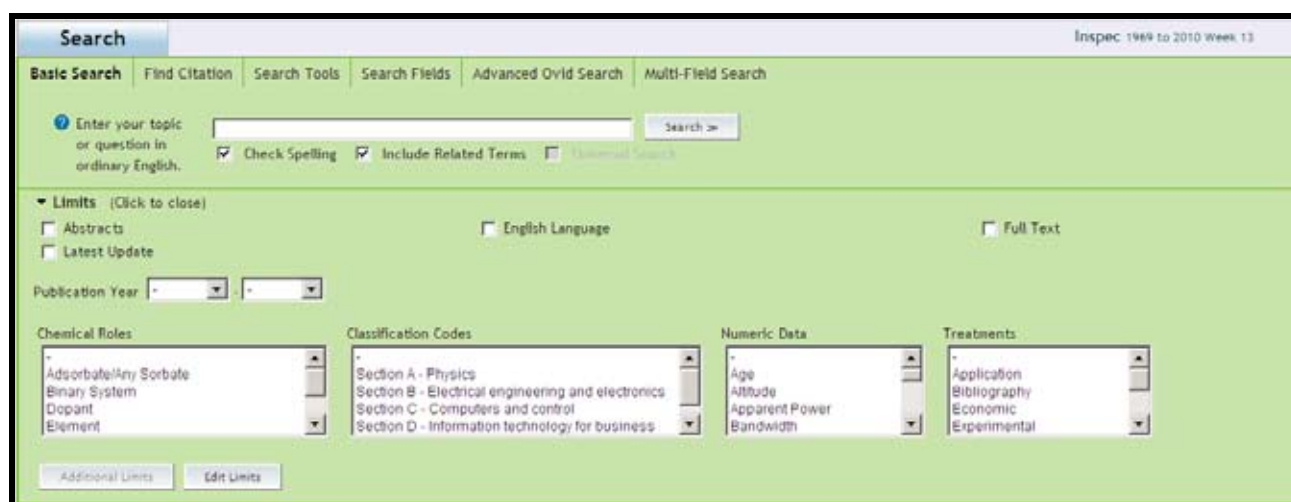 Search
Inspec 1969 to 2010 Week 13
Basic Search Find Citation Search Tools Search Fields Advanced Ovid Search Multi-Field Search
Enter your topic
or question in
ordinary English.
Search >>
Check Spelling Include Related Terms Universal Search
Limits (Click to close)
Abstracts English Language Full Text
Latest Update
Publication Year - - -
Chemical Roles Classification Codes Numeric Data Treatments
- - - -
Adsorbate/Any Sorbate Section A - Physics Age Application
Binary System Section B - Electrical engineering and electronics Altitude Bibliography
Dopant Section C - Computers and control Apparent Power Economic
Element Section D - Information technology for business Bandwidth Experimental
Additional Limits Edit Limits